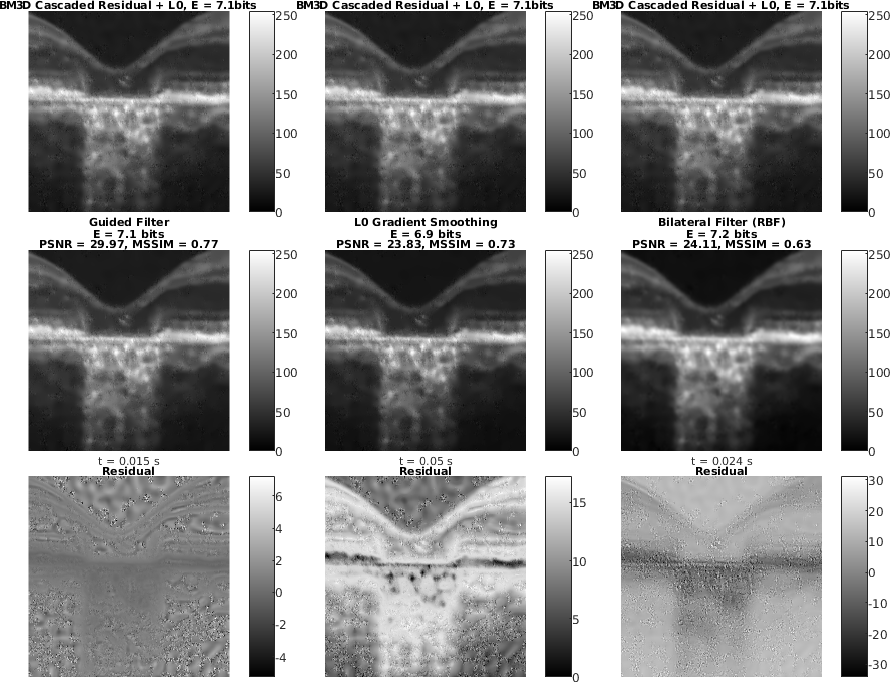 BM3D Cascaded Residual + L0, E = 7.1bits
BM3D Cascaded Residual + L0, E = 7.1bits
BM3D Cascaded Residual + L0, E = 7.1bits
250
200
150
100
50
0
250
200
150
100
50
0
250
200
150
100
50
0
Guided Filter
E = 7.1 bits
PSNR = 29.97, MSSIM = 0.77
L0 Gradient Smoothing
E = 6.9 bits
PSNR = 23.83, MSSIM = 0.73
Bilateral Filter (RBF)
E = 7.2 bits
PSNR = 24.11, MSSIM = 0.63
250
200
150
100
50
0
250
200
150
100
50
0
250
200
150
100
50
0
t = 0.015 s
Residual
t = 0.05 s
Residual
t = 0.024 s
Residual
6
4
2
0
-2
-4
15
10
5
0
30
20
10
0
-10
-20
-30